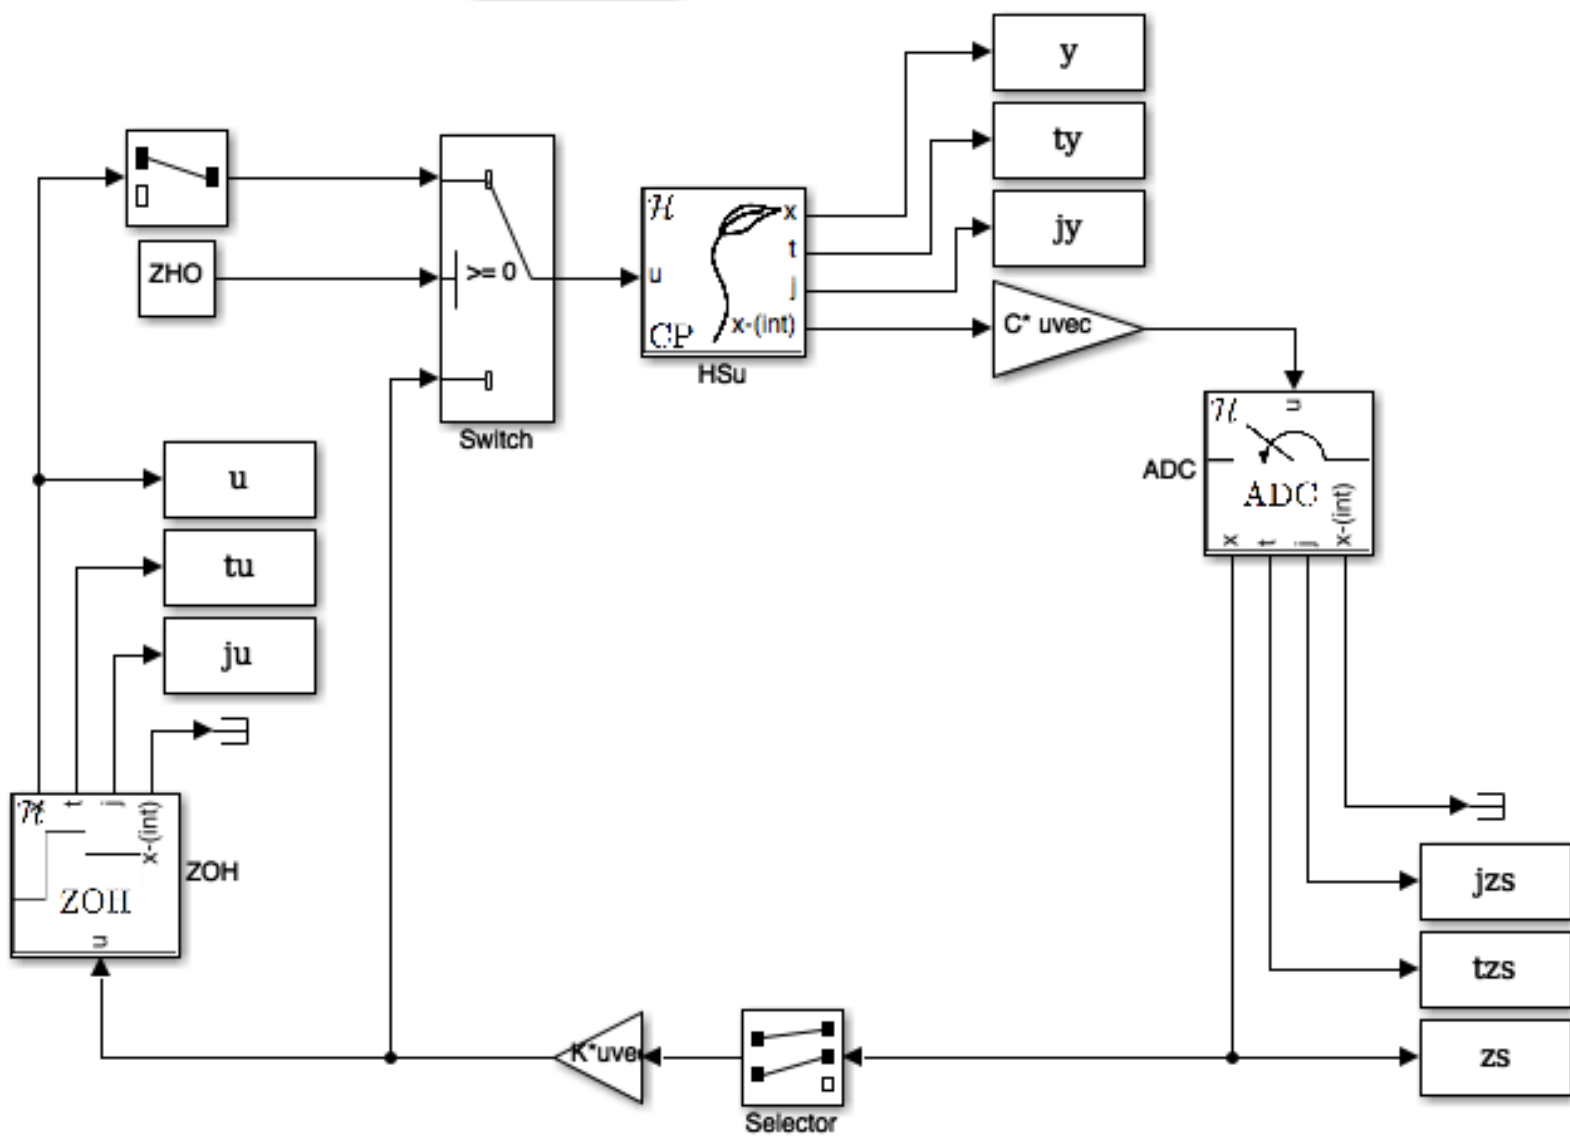 y
ty
jy
ZHO
>= 0
Switch
ℋ
u
x
t
j
x-(int)
CP
HSu
C* uvec
ℋ
u
ADC
ADC
x
t
j
x-(int)
u
tu
ju
ℋ
x
t
j
x-(int)
ZOH
ZOH
u
K*uve
Selector
jzs
tzs
zs